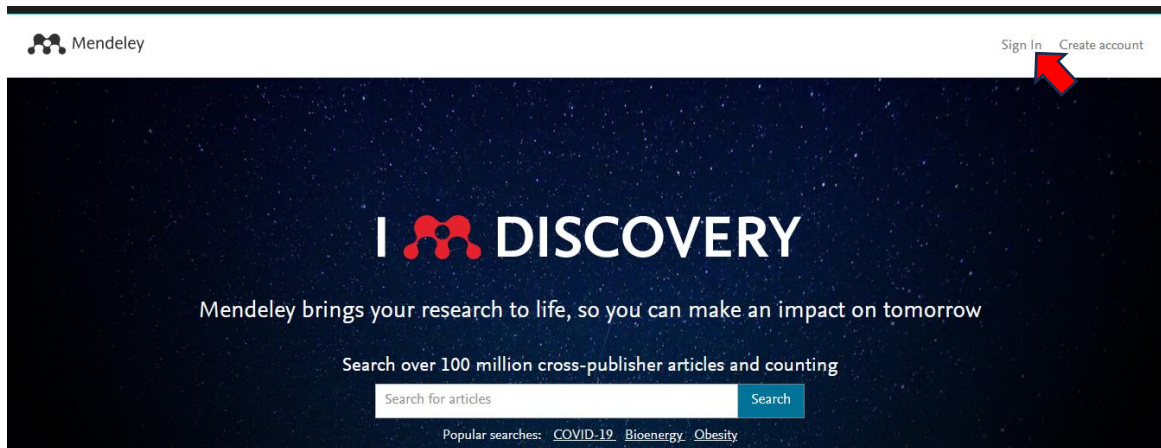 Mendeley
Sign In Create account
I DISCOVERY
Mendeley brings your research to life, so you can make an impact on tomorrow
Search over 100 million cross-publisher articles and counting
Search for articles Search
Popular searches: COVID-19 Bioenergy Obesity